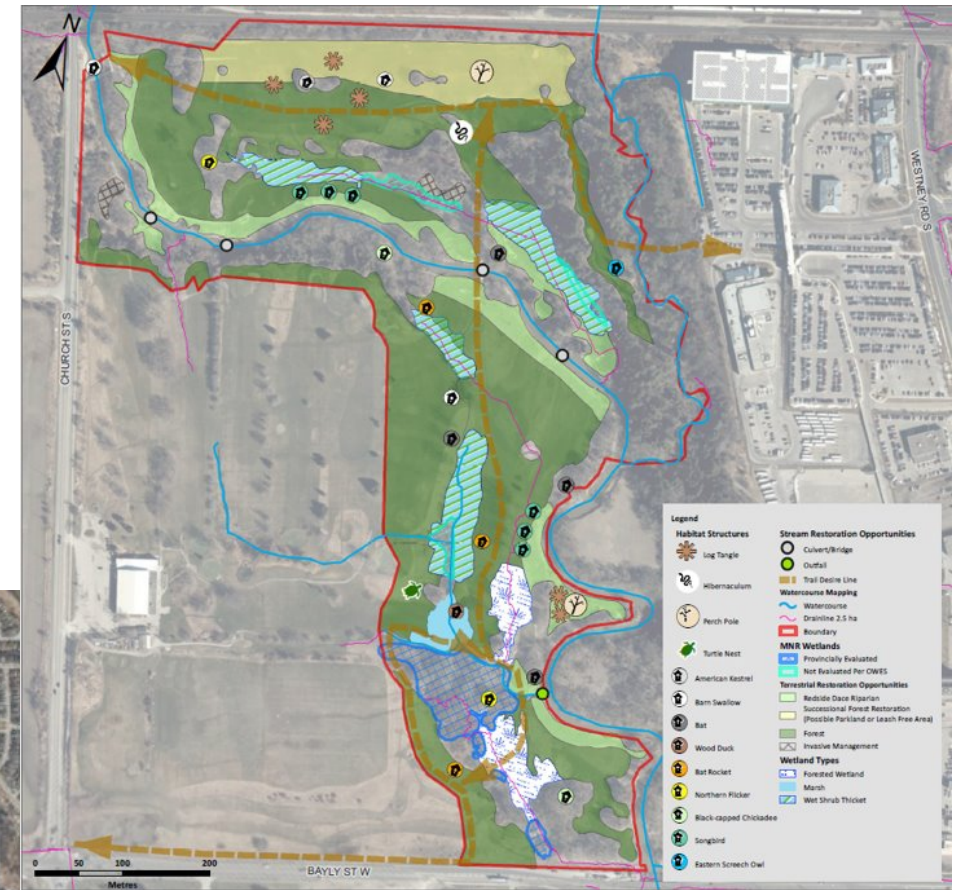 N
CHURCH ST S
WESTNEY RD S
BAYLY ST W
0 50 100 200
Metres
Legend
Habitat Structures
Log Tangle
Hibernaculum
Perch Pole
Turtle Nest
American Kestrel
Barn Swallow
Bat
Wood Duck
Bat Rocket
Northern Flicker
Black-capped Chickadee
Songbird
Eastern Screech Owl
Stream Restoration Opportunities
Culvert/Bridge
Outfall
Trail Desire Line
Watercourse Mapping
Watercourse
Drainline 2.5 ha
Boundary
MNR Wetlands
Provincially Evaluated
Not Evaluated Per OWES
Terrestrial Restoration Opportunities
Redside Dace Riparian
Successional Forest Restoration
(Possible Parkland or Leash Free Area)
Forest
Invasive Management
Wetland Types
Forested Wetland
Marsh
Wet Shrub Thicket